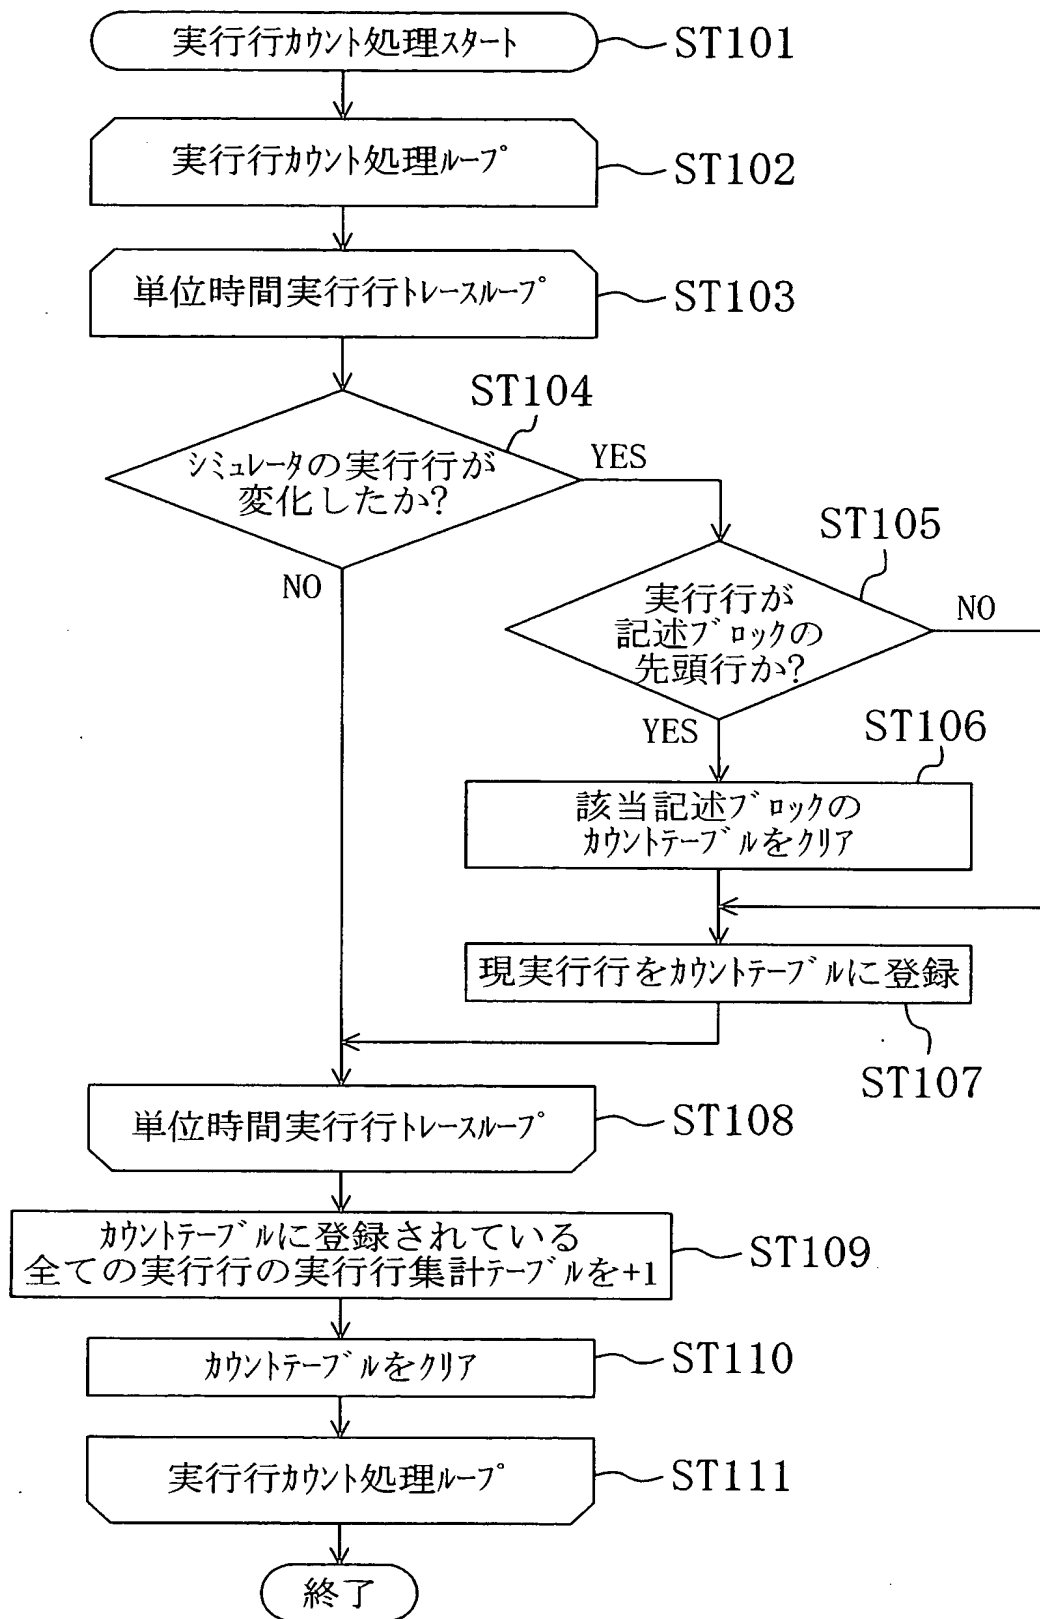 実行行カウント処理スタート
ST101
実行行カウント処理ループ
ST102
単位時間実行行トレースループ
ST103
ST104
シミュレータの実行行が
変化したか?
YES
NO
ST105
実行行が
記述ブロックの
先頭行か?
NO
YES
ST106
該当記述ブロックの
カウントテーブルをクリア
現実行行をカウントテーブルに登録
ST107
単位時間実行行トレースループ
ST108
カウントテーブルに登録されている
全ての実行行の実行行集計テーブルを+1
ST109
カウントテーブルをクリア
ST110
実行行カウント処理ループ
ST111
終了